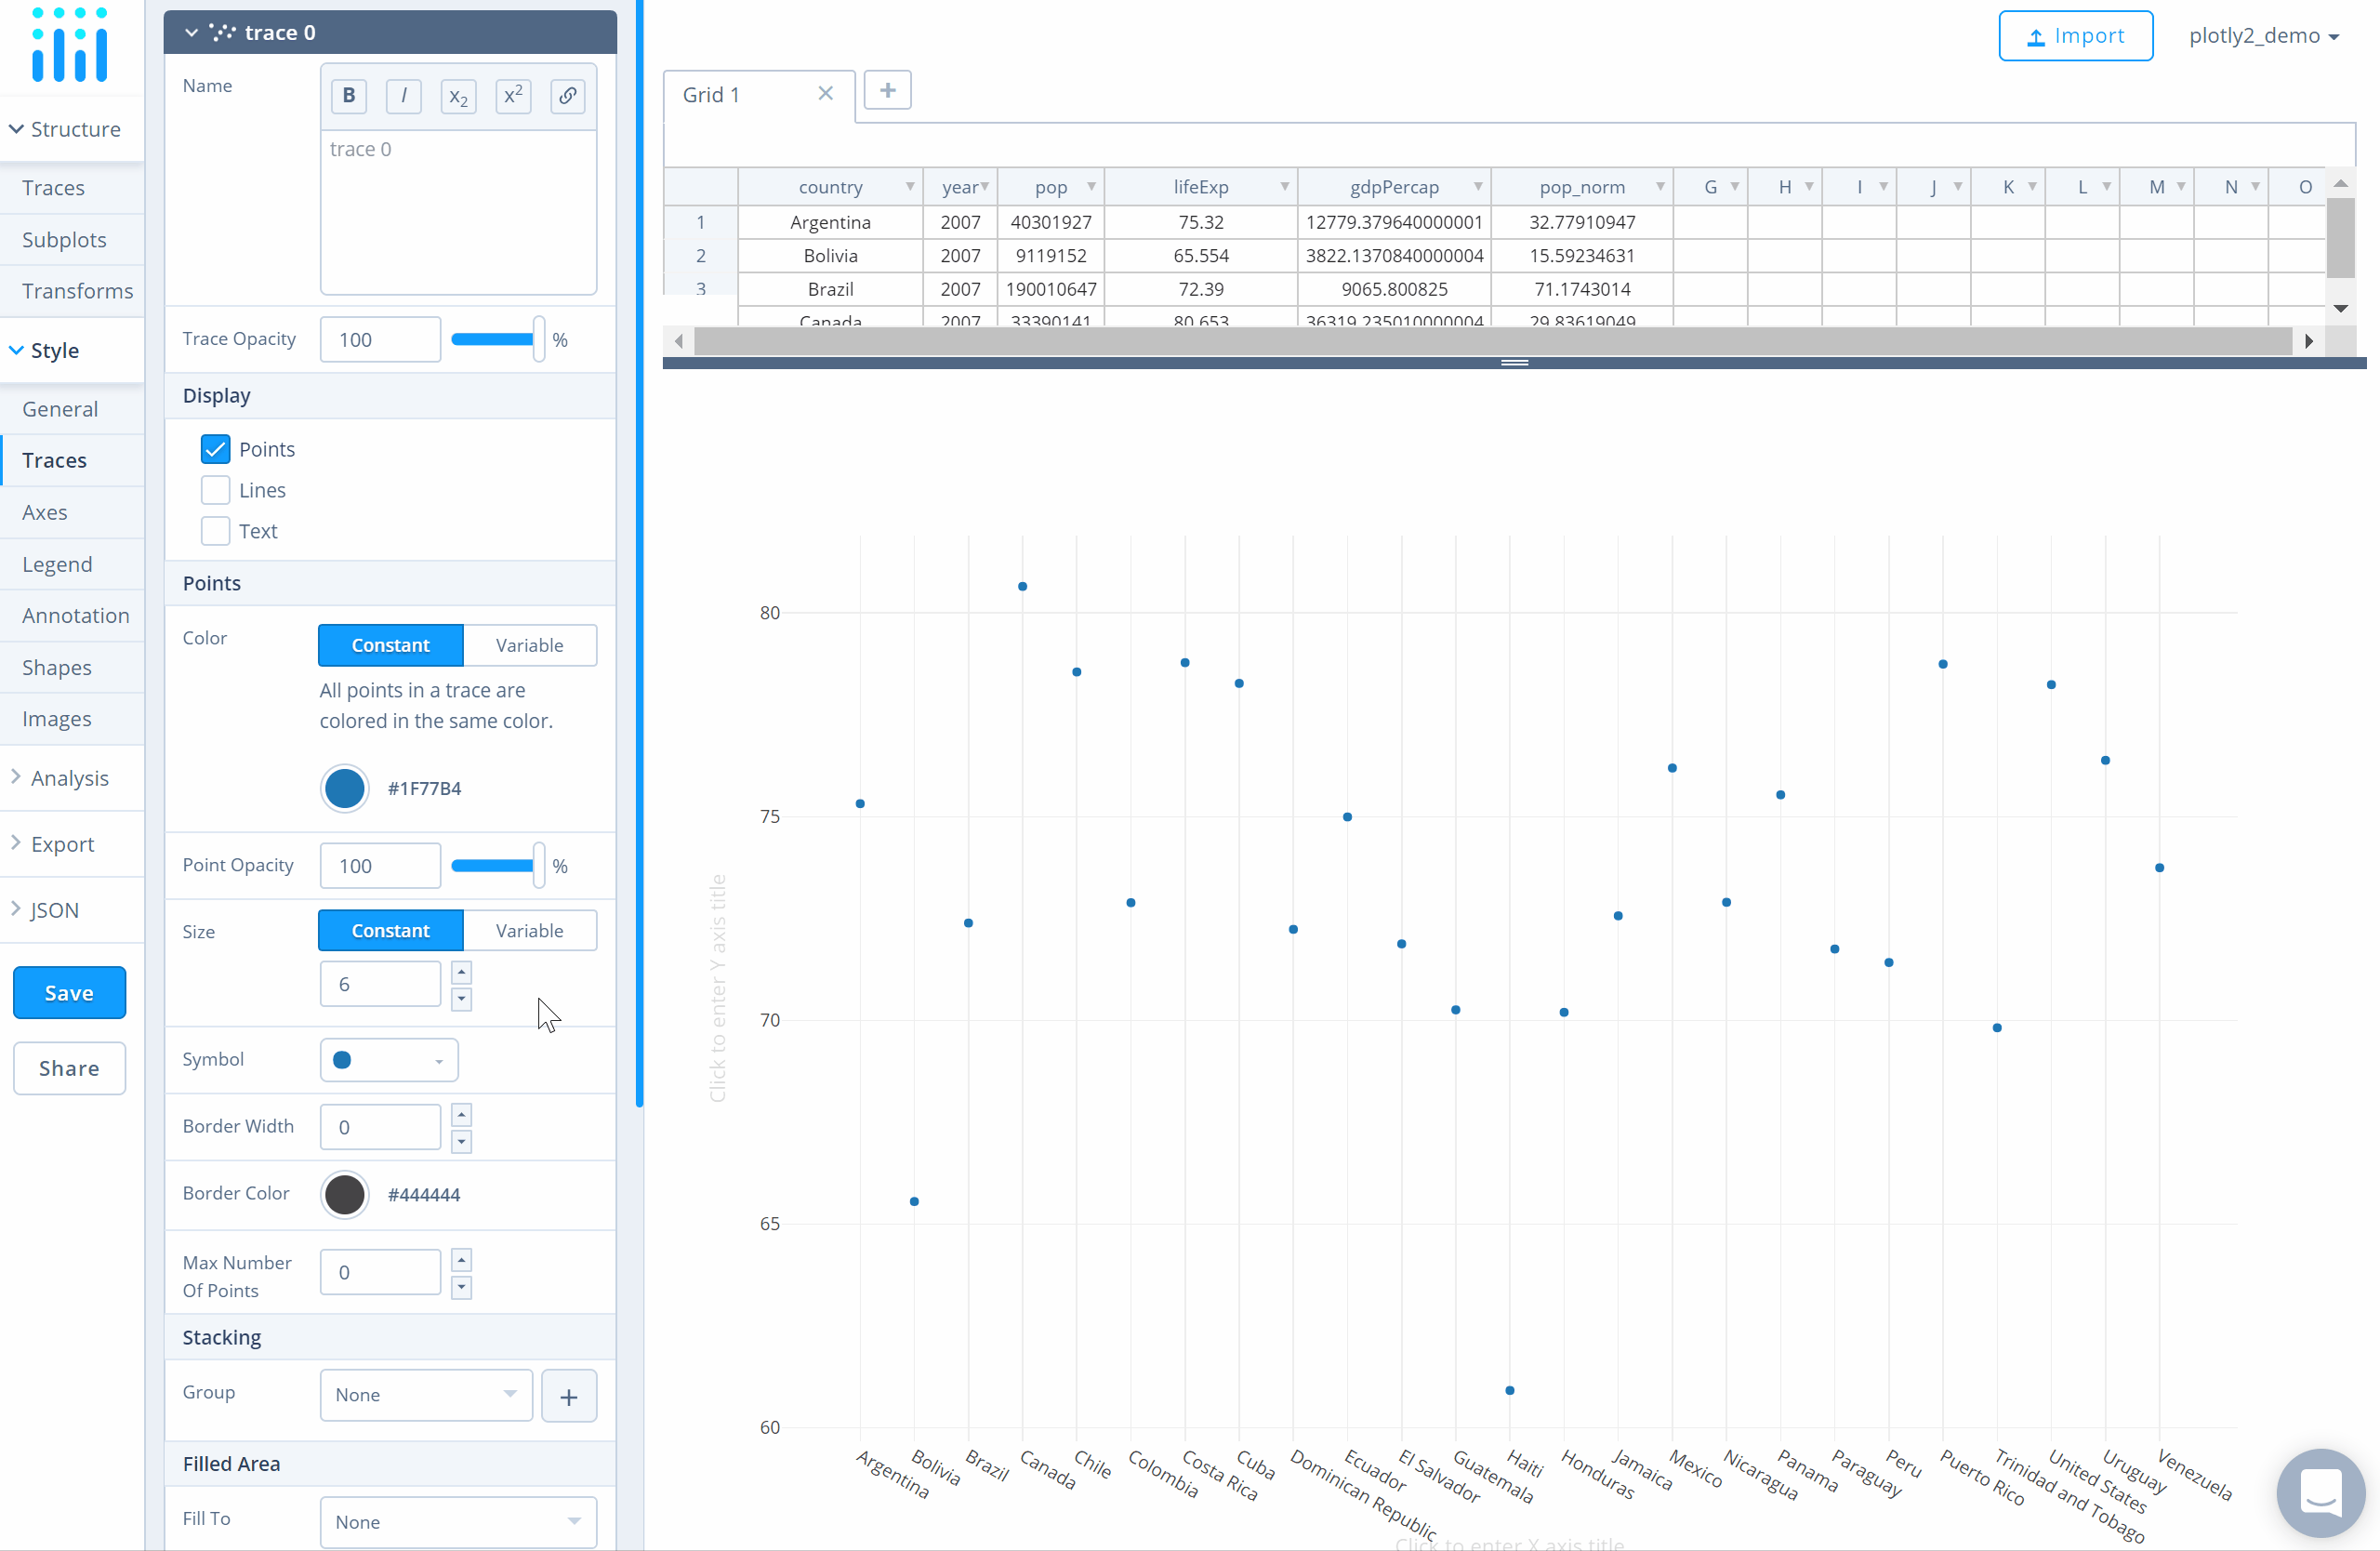 Structure
Traces
Subplots
Transforms
Style
General
Traces
Axes
Legend
Annotation
Shapes
Images
Analysis
Export
JSON
Save
Share
trace 0
Name
B I x2 x2
trace 0
Trace Opacity 100 %
Display
Points
Lines
Text
Points
Color Constant Variable
All points in a trace are
colored in the same color.
#1F77B4
Point Opacity 100 %
Size Constant Variable
6
Symbol
Border Width 0
Border Color #444444
Max Number
Of Points
0
Stacking
Group None +
Filled Area
Fill To None
Import plotly2_demo
Grid 1 +
country year pop lifeExp gdpPercap pop_norm G H I J K L M N O
1 Argentina 2007 40301927 75.32 12779.379640000001 32.77910947
2 Bolivia 2007 9119152 65.554 3822.1370840000004 15.59234631
3 Brazil 2007 190010647 72.39 9065.800825 71.1743014
Canada 2007 33390141 80.653 36319.235010000004 29.83619049
80
75
70
65
60
Click to enter Y axis title
Argentina
Bolivia
Brazil
Canada
Chile
Colombia
Costa Rica
Cuba
Dominican Republic
Ecuador
El Salvador
Guatemala
Haiti
Honduras
Jamaica
Mexico
Nicaragua
Panama
Paraguay
Peru
Puerto Rico
Trinidad and Tobago
United States
Uruguay
Venezuela
Click to enter X axis title